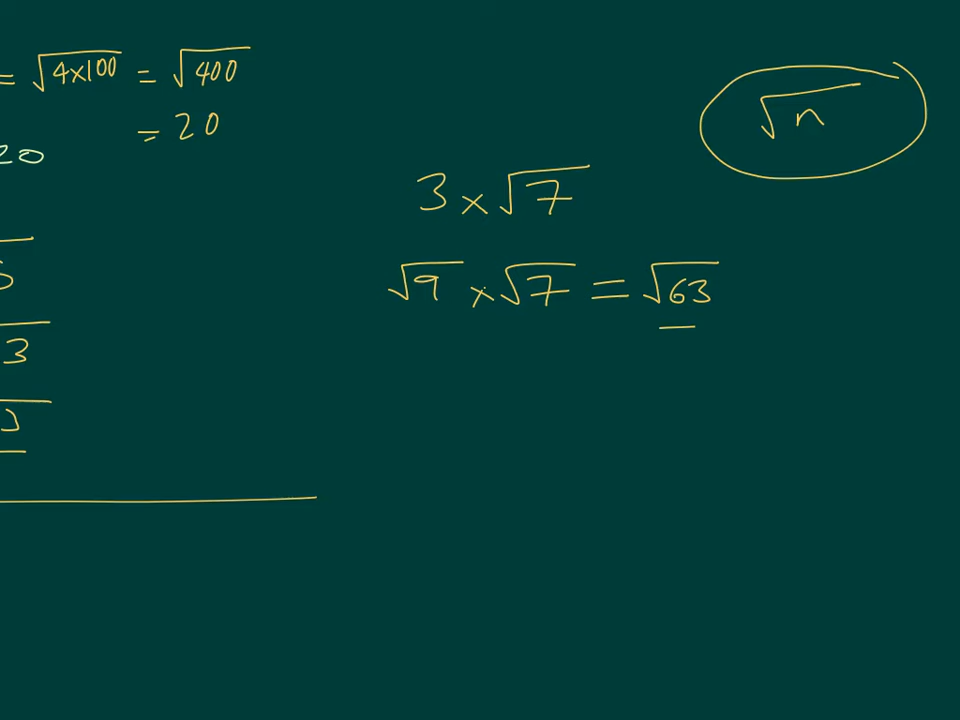 = √4x100 = √400
= 20
20
√n
3 x √7
√9 x √7 = √63
3